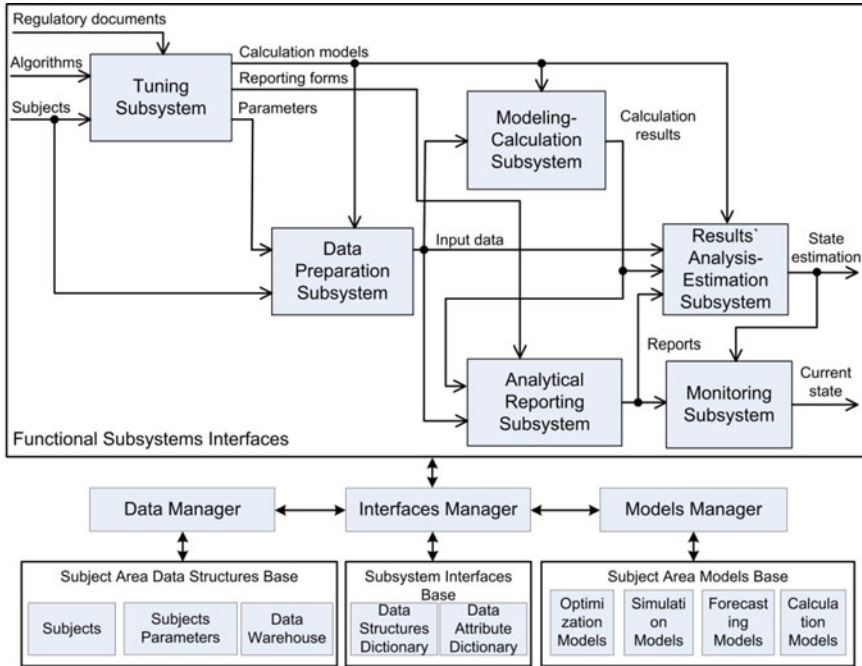 Regulatory documents
Algorithms
Subjects
Tuning
Subsystem
Calculation models
Reporting forms
Parameters
Modeling-
Calculation
Subsystem
Calculation
results
Data
Preparation
Subsystem
Input data
Results`
Analysis-
Estimation
Subsystem
State
estimation
Analytical
Reporting
Subsystem
Reports
Monitoring
Subsystem
Current
state
Functional Subsystems Interfaces
Data Manager
Interfaces Manager
Models Manager
Subject Area Data Structures Base
Subjects
Subjects
Parameters
Data
Warehouse
Subsystem Interfaces
Base
Data
Structures
Dictionary
Data
Attribute
Dictionary
Subject Area Models Base
Optimi
zation
Models
Simulati
on
Models
Forecast
ing
Models
Calcula
tion
Models